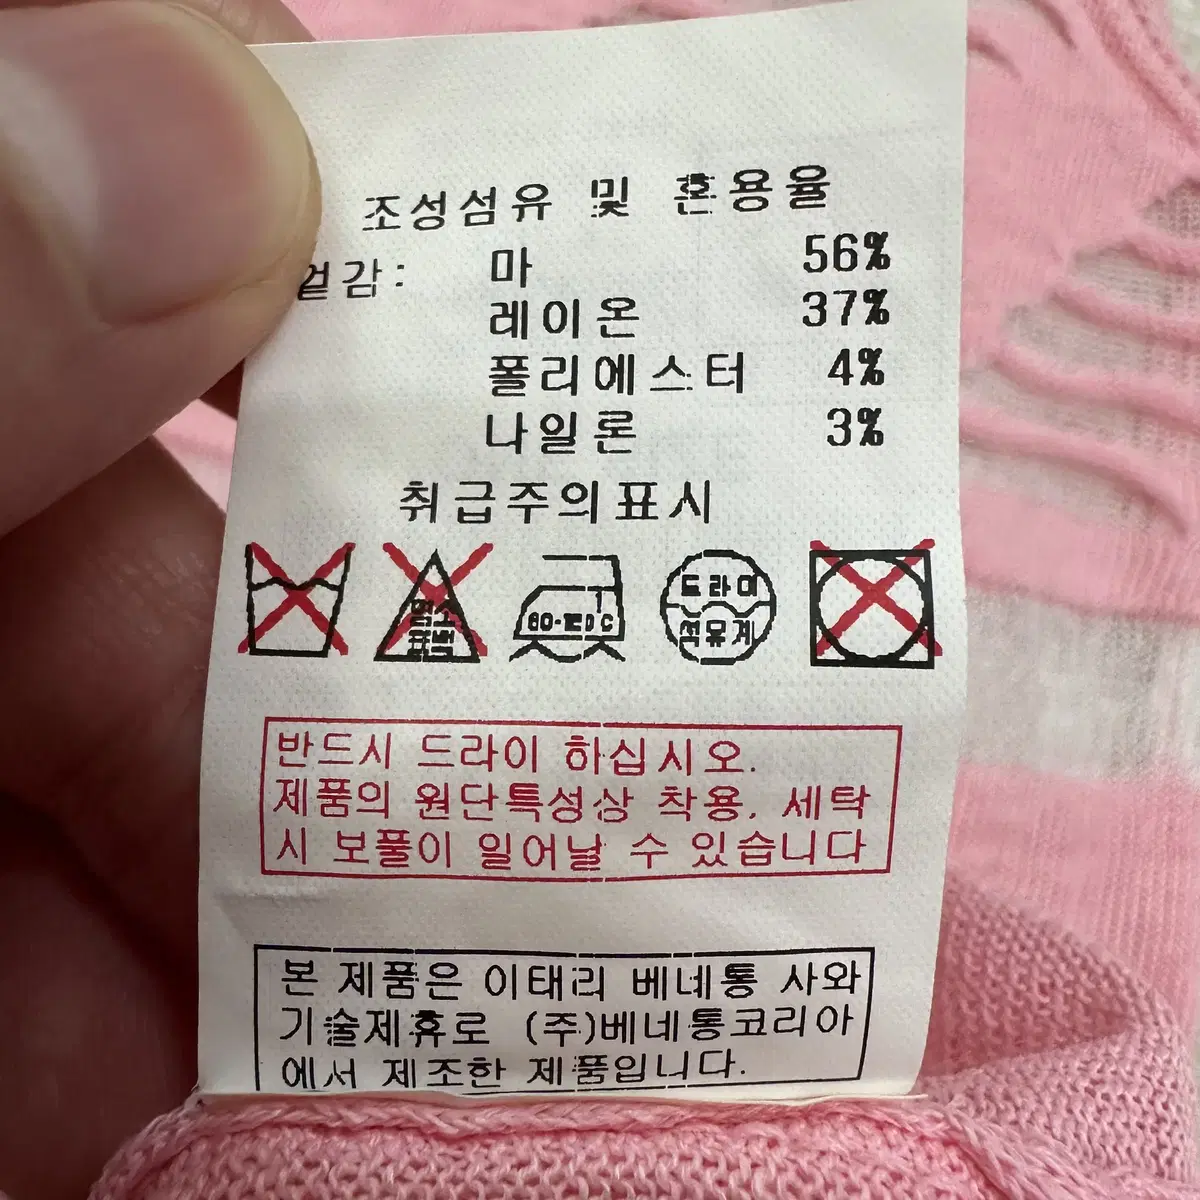 조성섬유 및 혼용율
겉감: 마 56%
레이온 37%
폴리에스터 4%
나일론 3%
취급주의표시
염소
표백
드라이
석유계
반드시 드라이 하십시오.
제품의 원단특성상 착용, 세탁
시 보풀이 일어날 수 있습니다
본 제품은 이태리 베네통 사와
기술제휴로 (주)베네통코리아
에서 제조한 제품입니다.